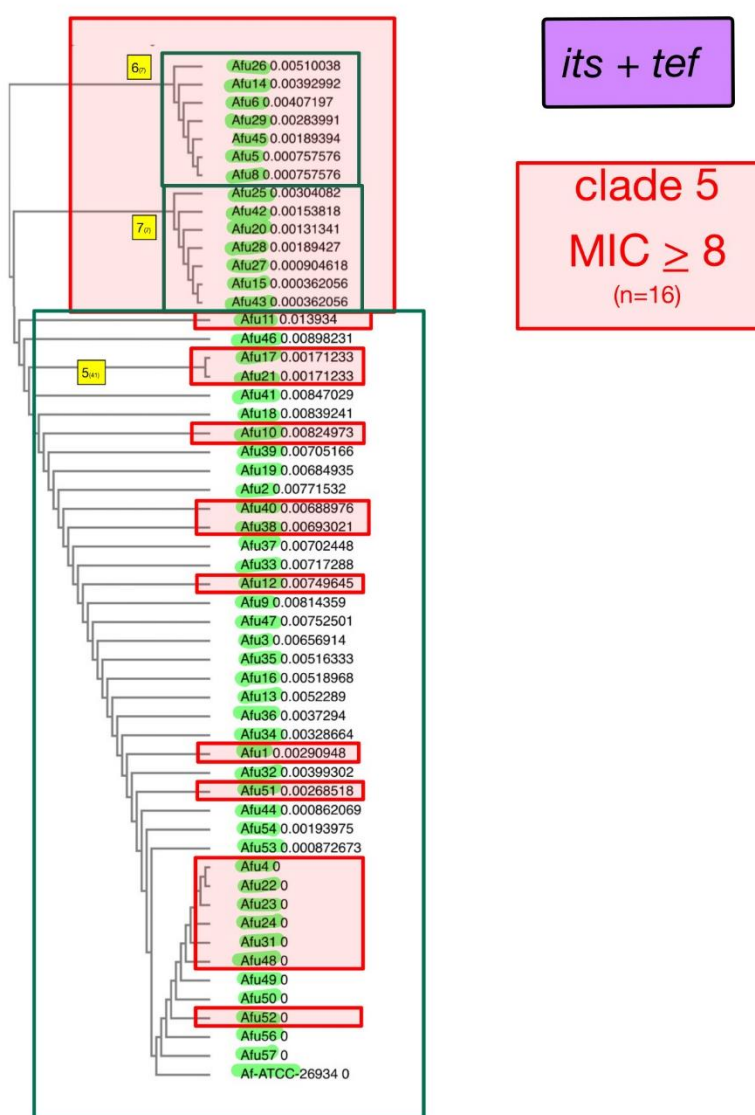 its + tef
clade 5
MIC ≥ 8
(n=16)
6(7)
Afu26 0.00510038
Afu14 0.00392992
Afu6 0.00407197
Afu29 0.00283991
Afu45 0.00189394
Afu5 0.000757576
Afu8 0.000757576
Afu25 0.00304082
7(7)
Afu42 0.00153818
Afu20 0.00131341
Afu28 0.00189427
Afu27 0.000904618
Afu15 0.000362056
Afu43 0.000362056
Afu11 0.013934
Afu46 0.00898231
Afu17 0.00171233
5(41)
Afu21 0.00171233
Afu41 0.00847029
Afu18 0.00839241
Afu10 0.00824973
Afu39 0.00705166
Afu19 0.00684935
Afu2 0.00771532
Afu40 0.00688976
Afu38 0.00693021
Afu37 0.00702448
Afu33 0.00717288
Afu12 0.00749645
Afu9 0.00814359
Afu47 0.00752501
Afu3 0.00656914
Afu35 0.00516333
Afu16 0.00518968
Afu13 0.0052289
Afu36 0.0037294
Afu34 0.00328664
Afu1 0.00290948
Afu32 0.00399302
Afu51 0.00268518
Afu44 0.000862069
Afu54 0.00193975
Afu53 0.000872673
Afu4 0
Afu22 0
Afu23 0
Afu24 0
Afu31 0
Afu48 0
Afu49 0
Afu50 0
Afu52 0
Afu56 0
Afu57 0
Af-ATCC-26934 0